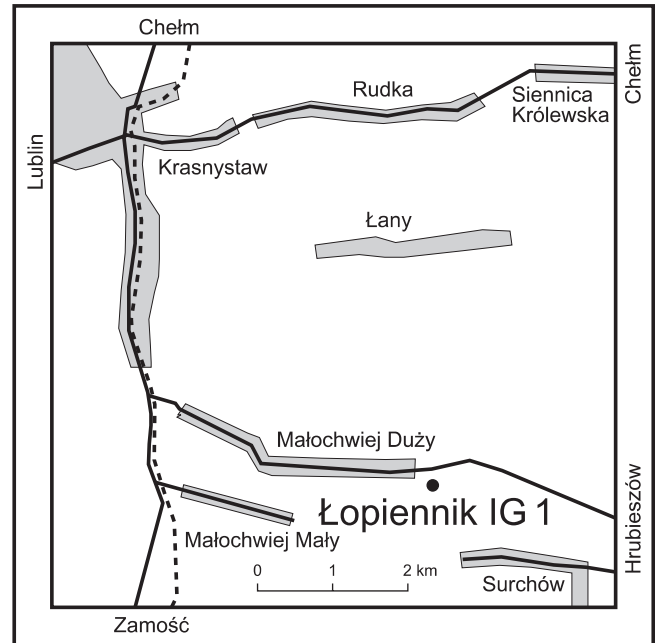 Chełm
Rudka
Siennica
Królewska
Chełm
Lublin
Krasnystaw
Łany
Małochwiej Duży
Łopiennik IG 1
Małochwiej Mały
Hrubieszów
0 1 2 km
Surchów
Zamość